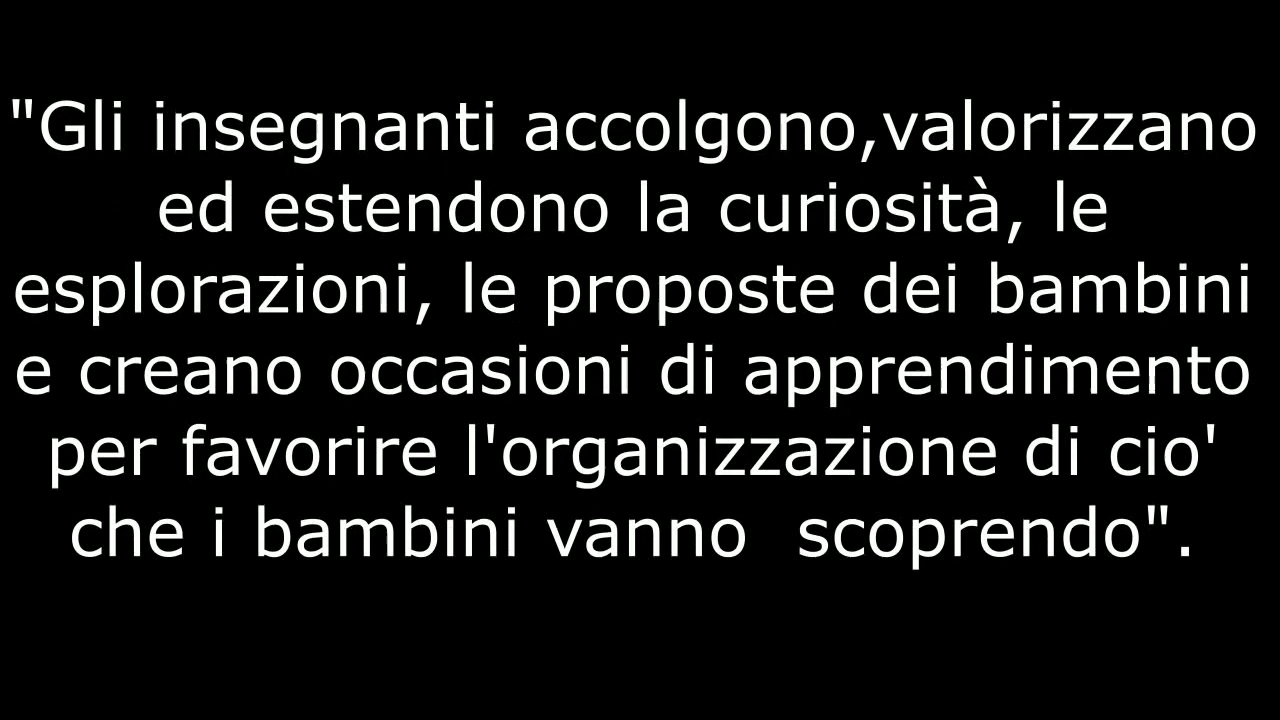 "Gli insegnanti accolgono,valorizzano
ed estendono la curiosità, le
esplorazioni, le proposte dei bambini
e creano occasioni di apprendimento
per favorire l'organizzazione di cio'
che i bambini vanno  scoprendo".